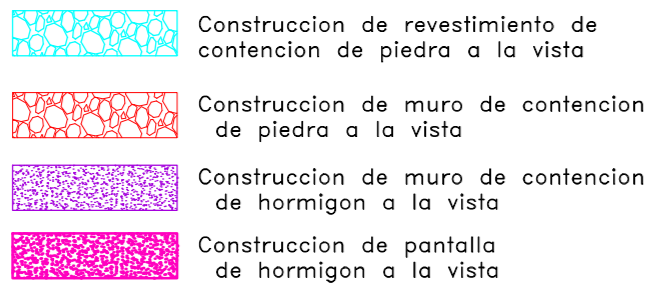 Construccion de revestimiento de
contencion de piedra a la vista
Construccion de muro de contencion
de piedra a la vista
Construccion de muro de contencion
de hormigon a la vista
Construccion de pantalla
de hormigon a la vista